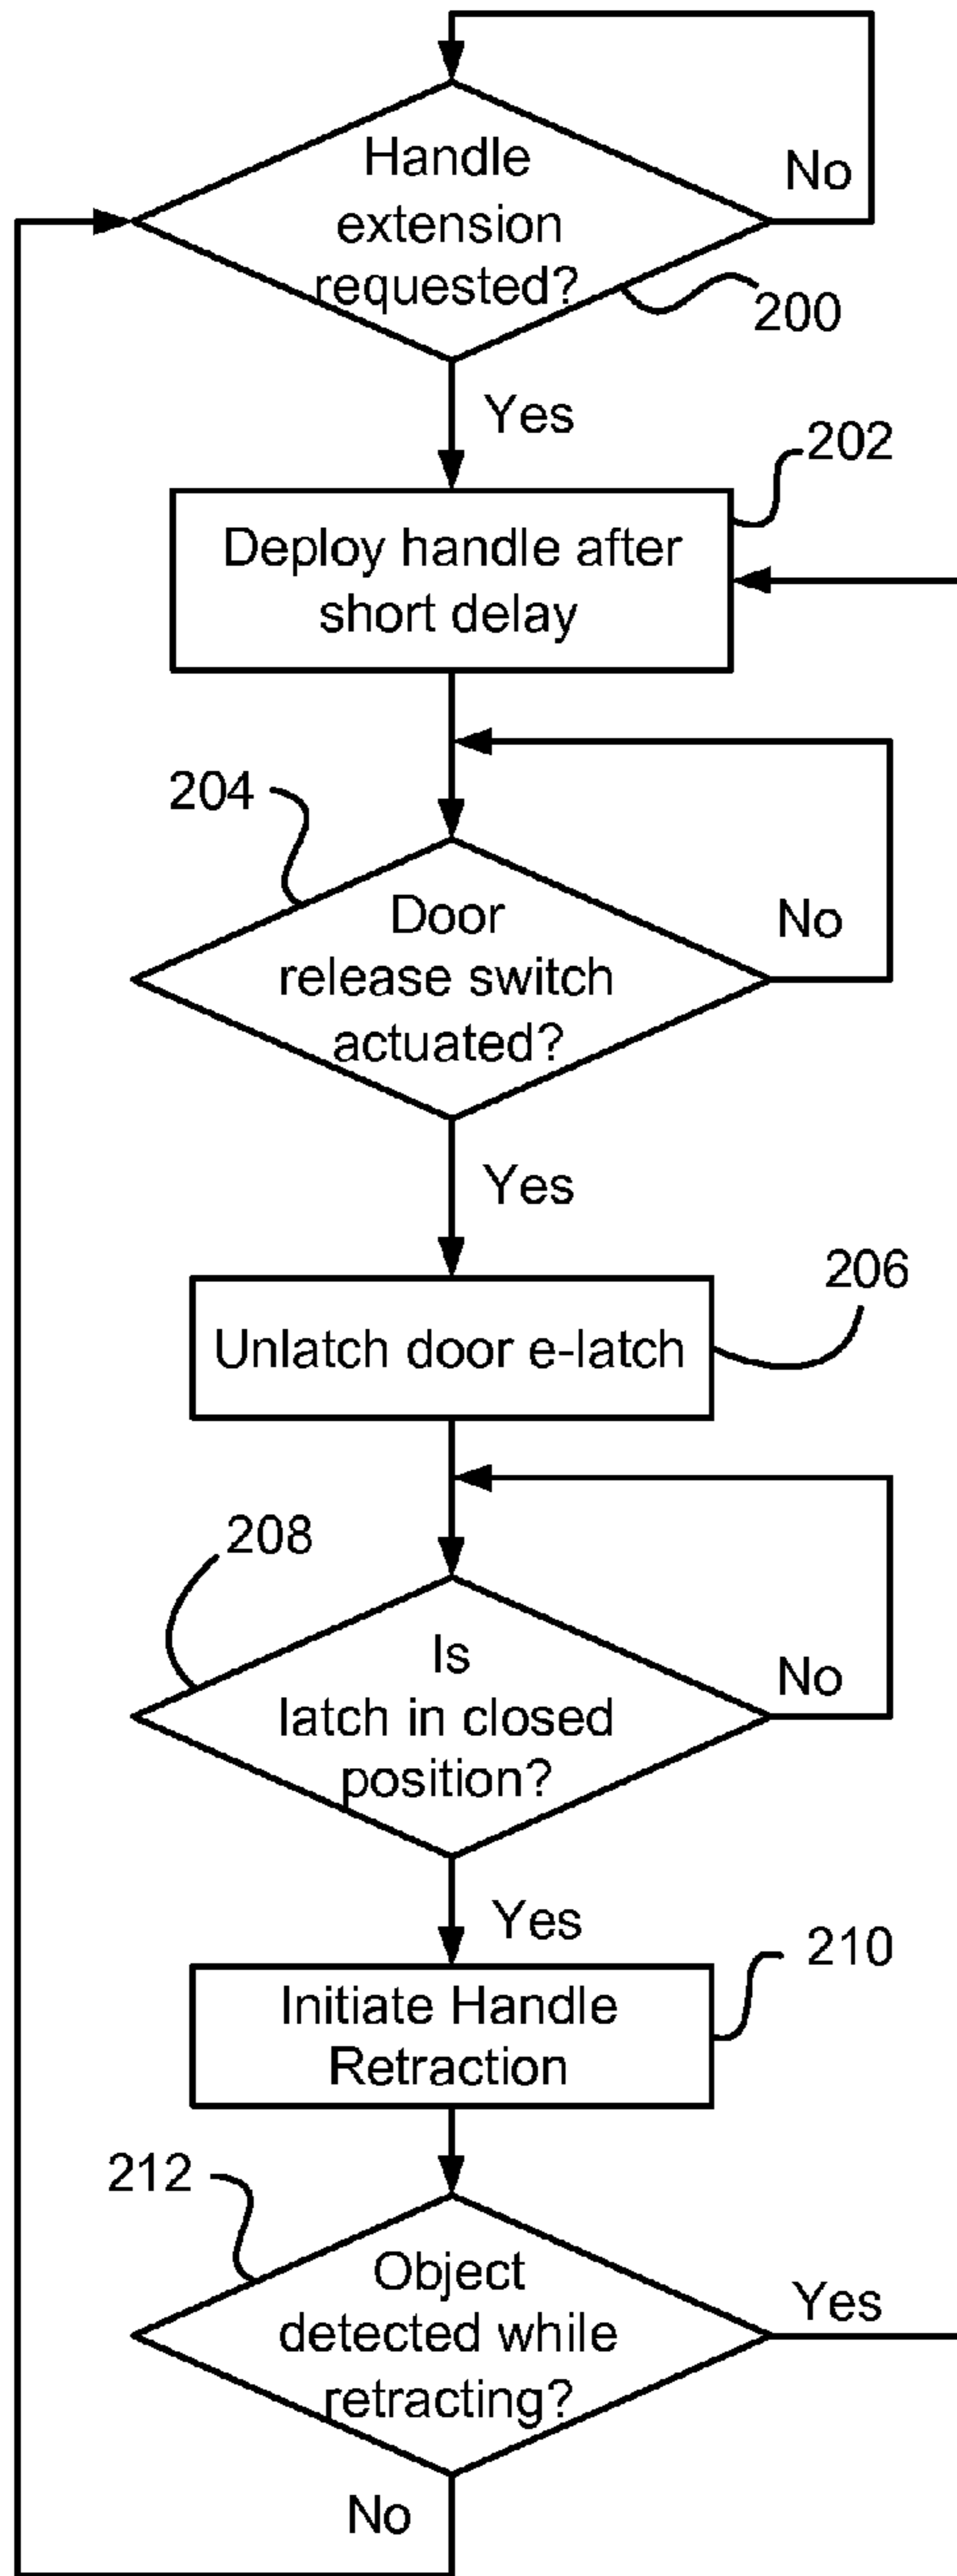 Handle
extension
requested?
No
200
Yes
202
Deploy handle after
short delay
204
Door
release switch
actuated?
No
Yes
206
Unlatch door e-latch
208
Is
latch in closed
position?
No
Yes
210
Initiate Handle
Retraction
212
Object
detected while
retracting?
Yes
No